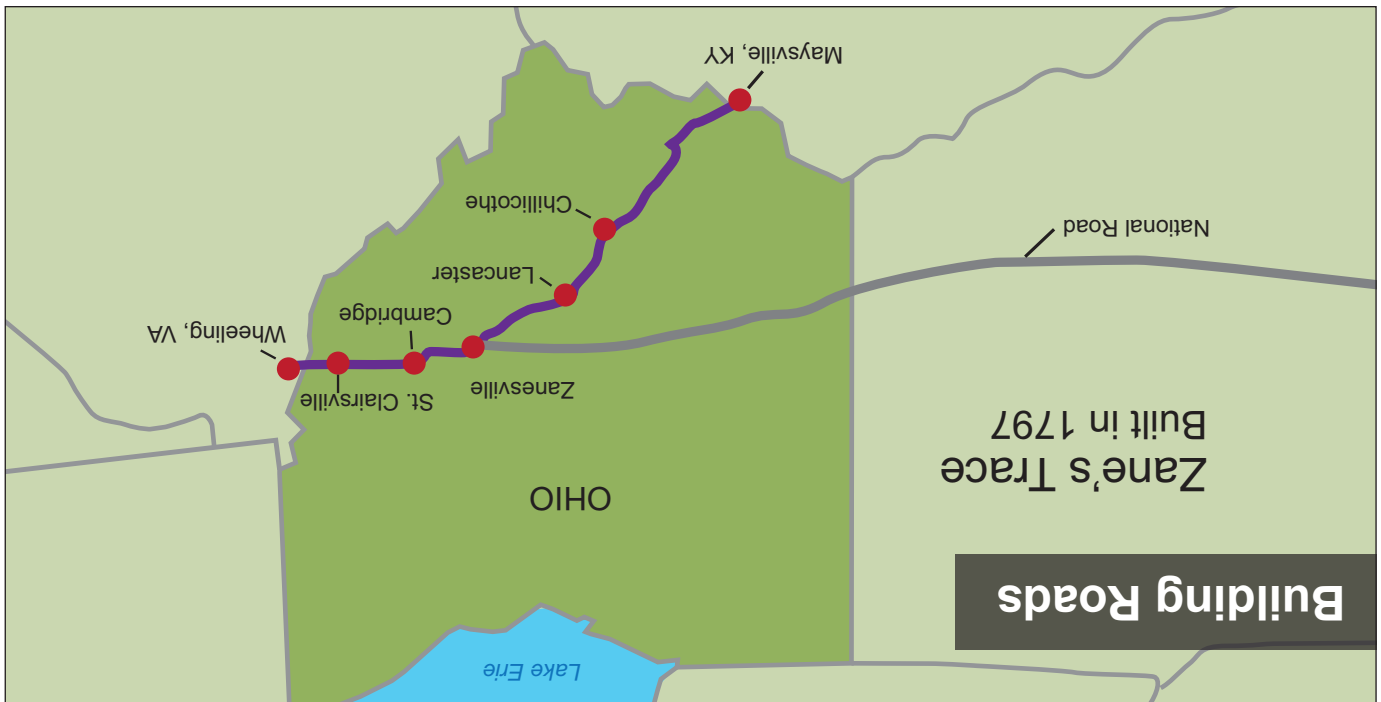 Building Roads
Zane's Trace
Built in 1797
Lake Erie
OHIO
Zanesville
St. Clairsville
Wheeling, VA
Cambridge
Lancaster
National Road
Chillicothe
Maysville, KY